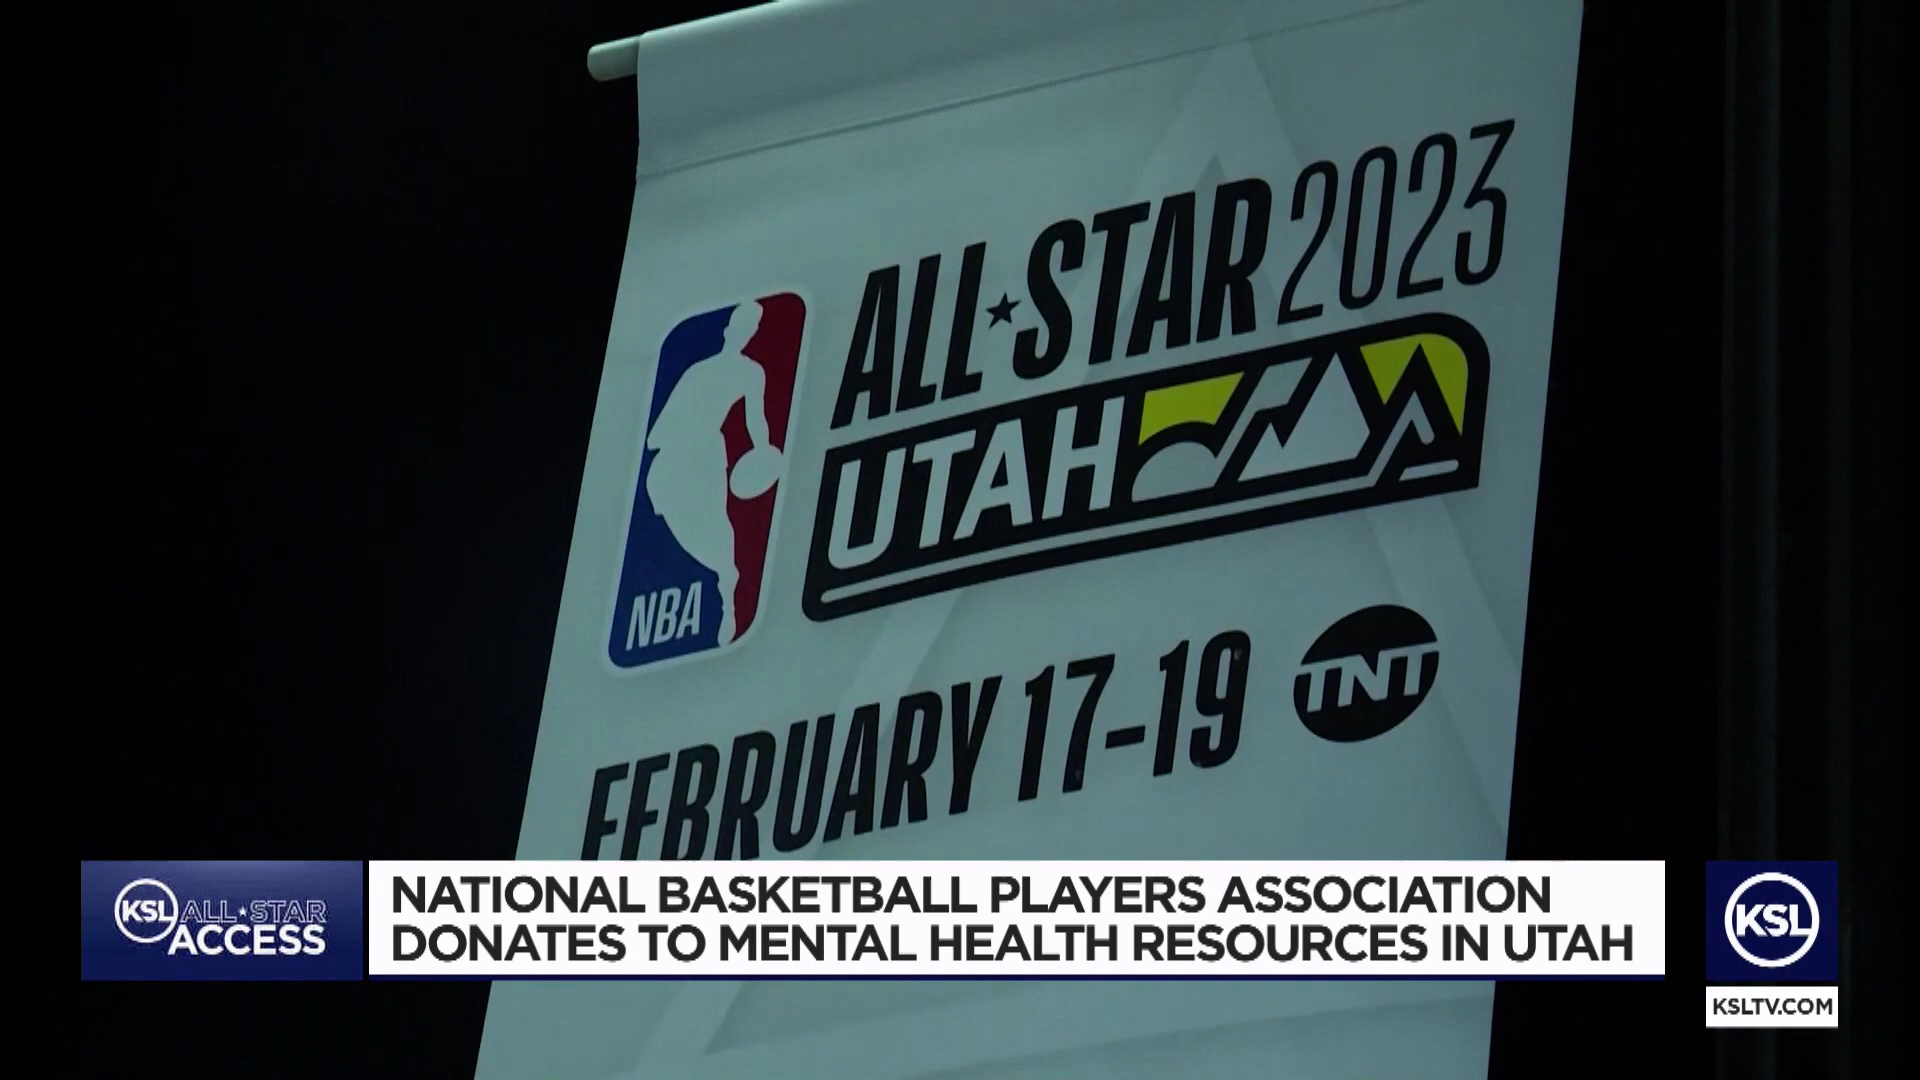 ALL★STAR 2023
UTAH
NBA
FEBRUARY 17-19
TNT
KSL ALL★STAR
ACCESS
NATIONAL BASKETBALL PLAYERS ASSOCIATION
DONATES TO MENTAL HEALTH RESOURCES IN UTAH
KSL
KSLTV.COM